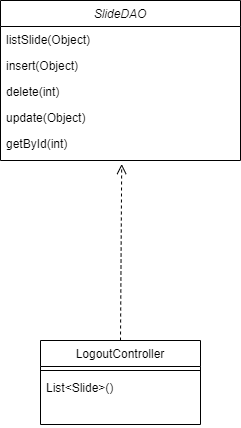 SlideDAO
listSlide(Object)
insert(Object)
delete(int)
update(Object)
getById(int)
LogoutController
List<Slide>()